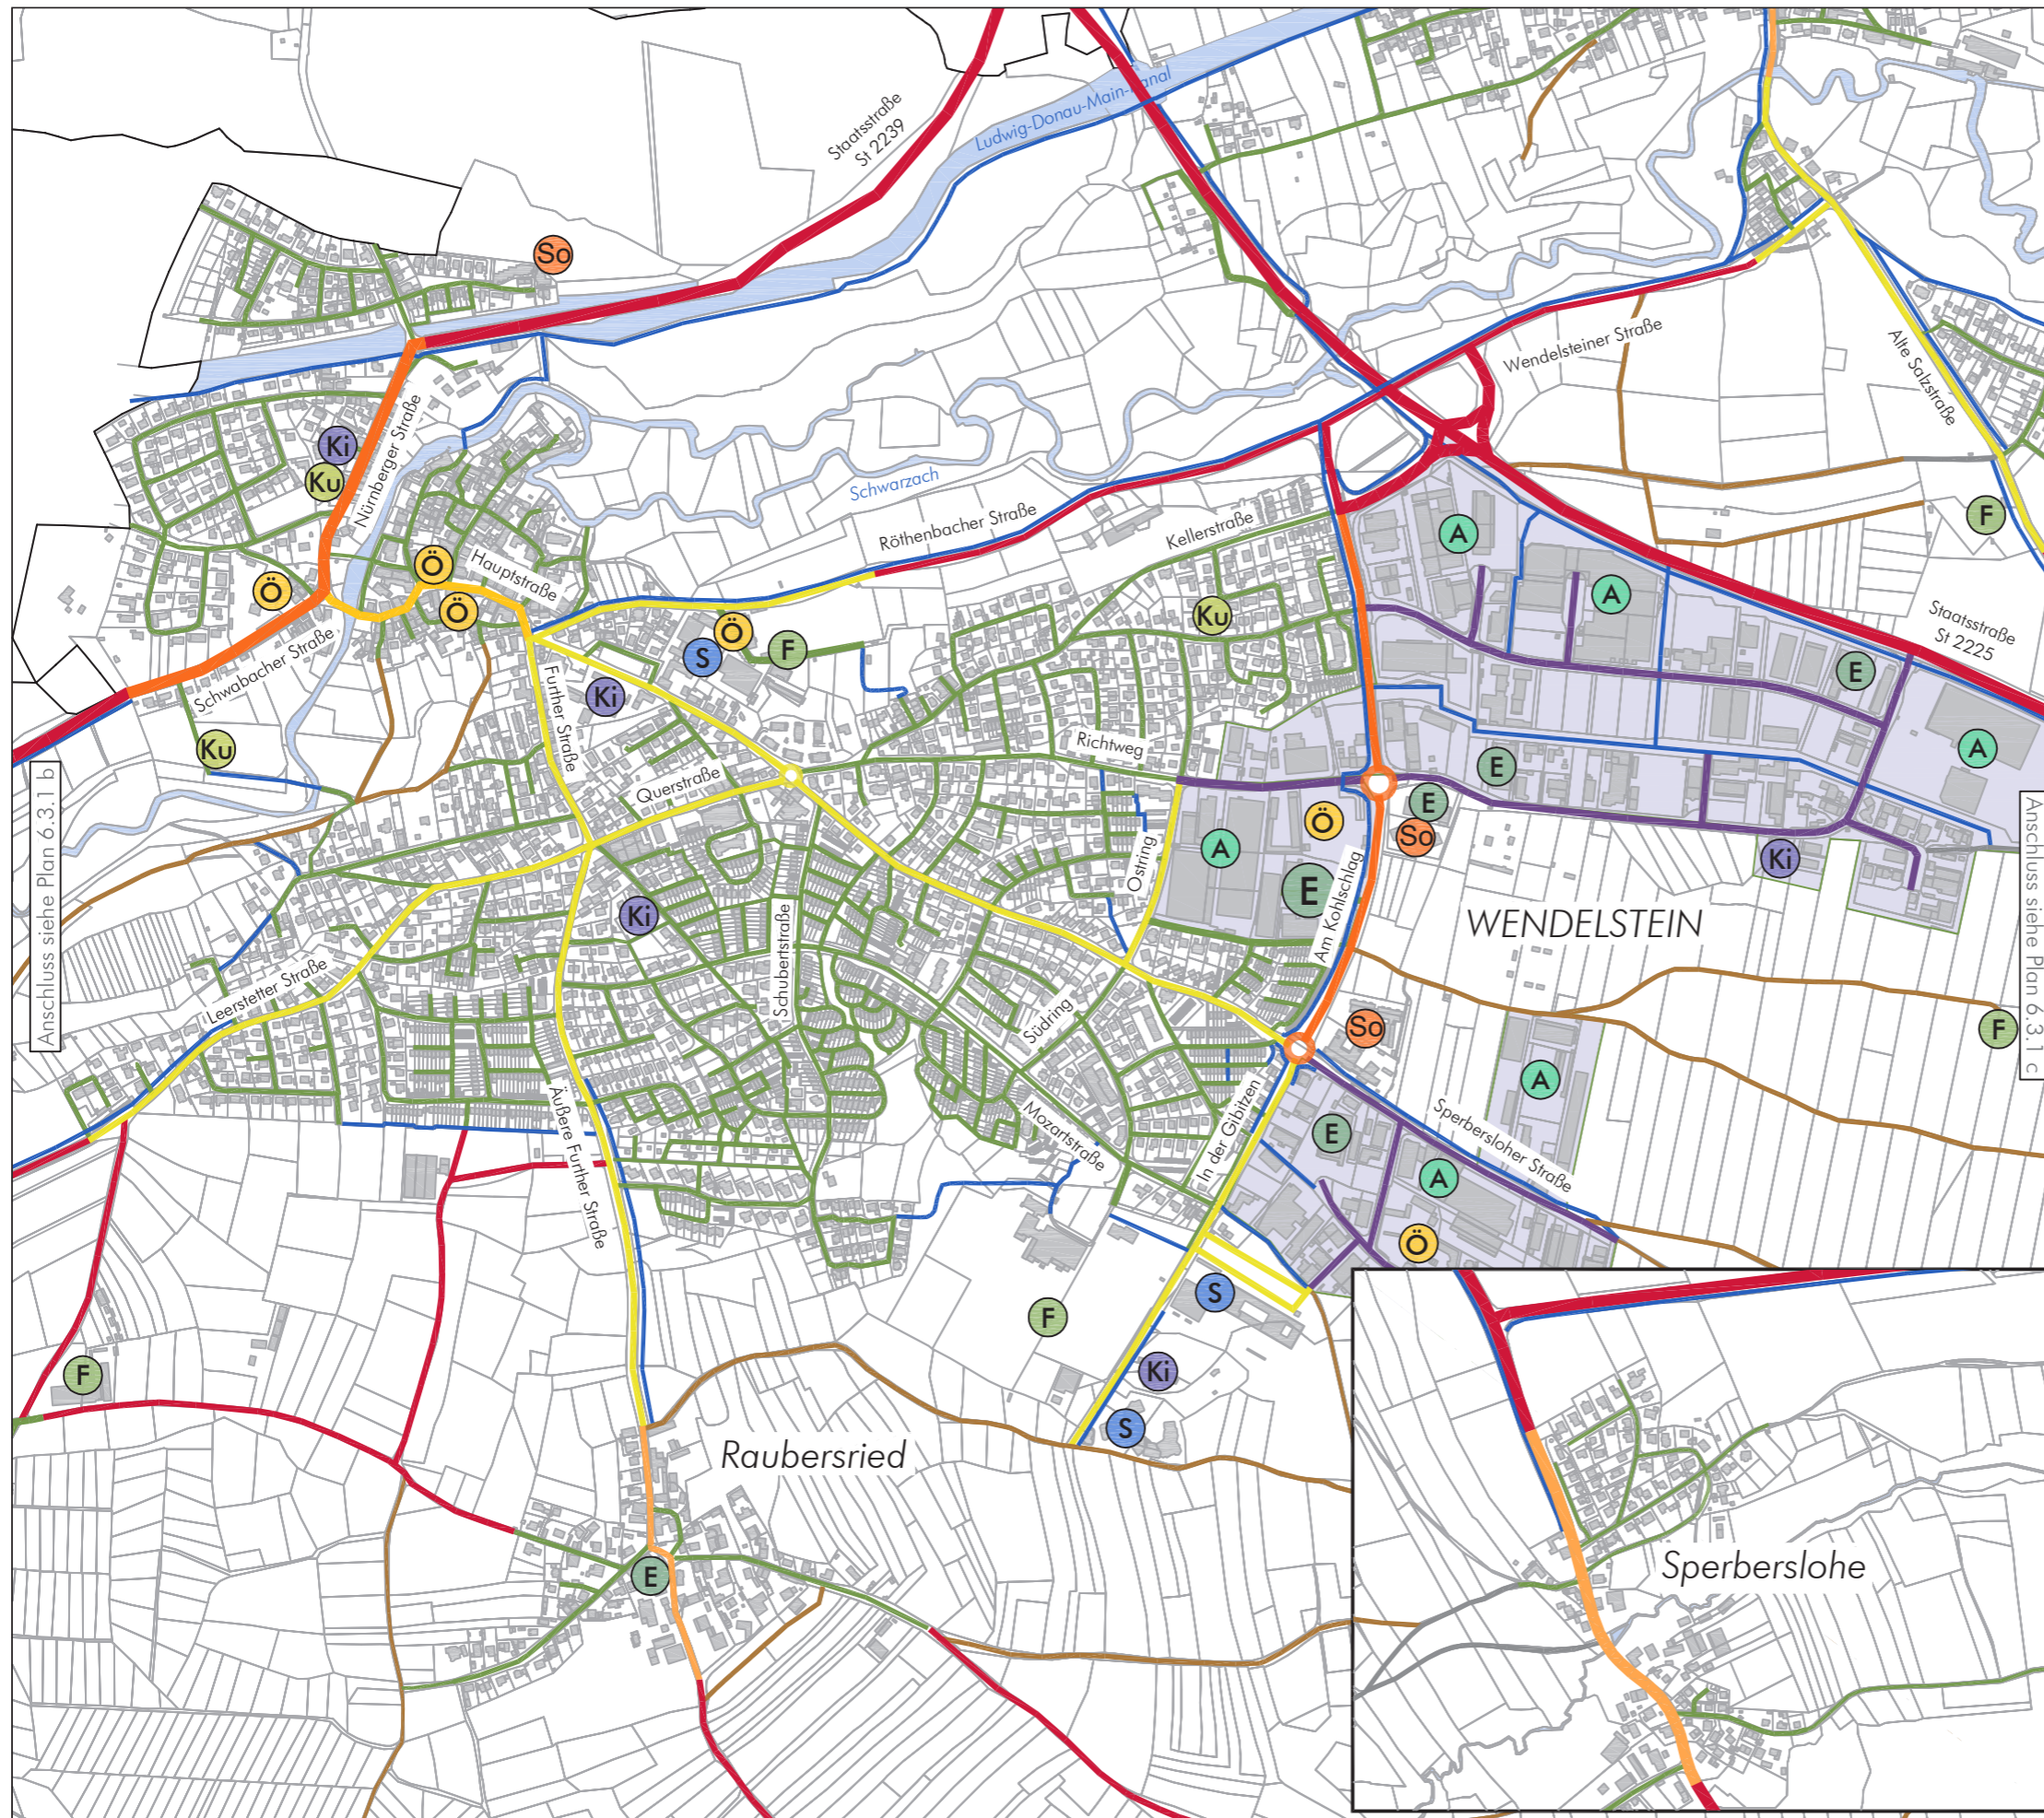 Staatsstraße
St 2239
Ludwig-Donau-Main-Kanal
So
Wendelsteiner Straße
Alte Salzstraße
Nürnberger Straße
Ki
Ku
Schwarzach
Röthenbacher Straße
Kellerstraße
A
F
Ö
Hauptstraße
Ö
Ö
A
Ku
Ö
S
F
Staatsstraße
St 2225
Schwabacher Straße
Further Straße
Ki
E
Ku
Richtweg
A
Querstraße
E
E
Ö
So
A
Ostring
Ki
E
Am Kohlschlag
Ki
WENDELSTEIN
Anschluss siehe Plan 6.3.1 b
Anschluss siehe Plan 6.3.1 c
Schubertstraße
Leerstetter Straße
Südring
So
F
A
Äußere Further Straße
Mozartstraße
In der Gibitzen
E
Sperbersloher Straße
A
Ö
S
F
F
Ki
S
Raubersried
E
Sperberslohe